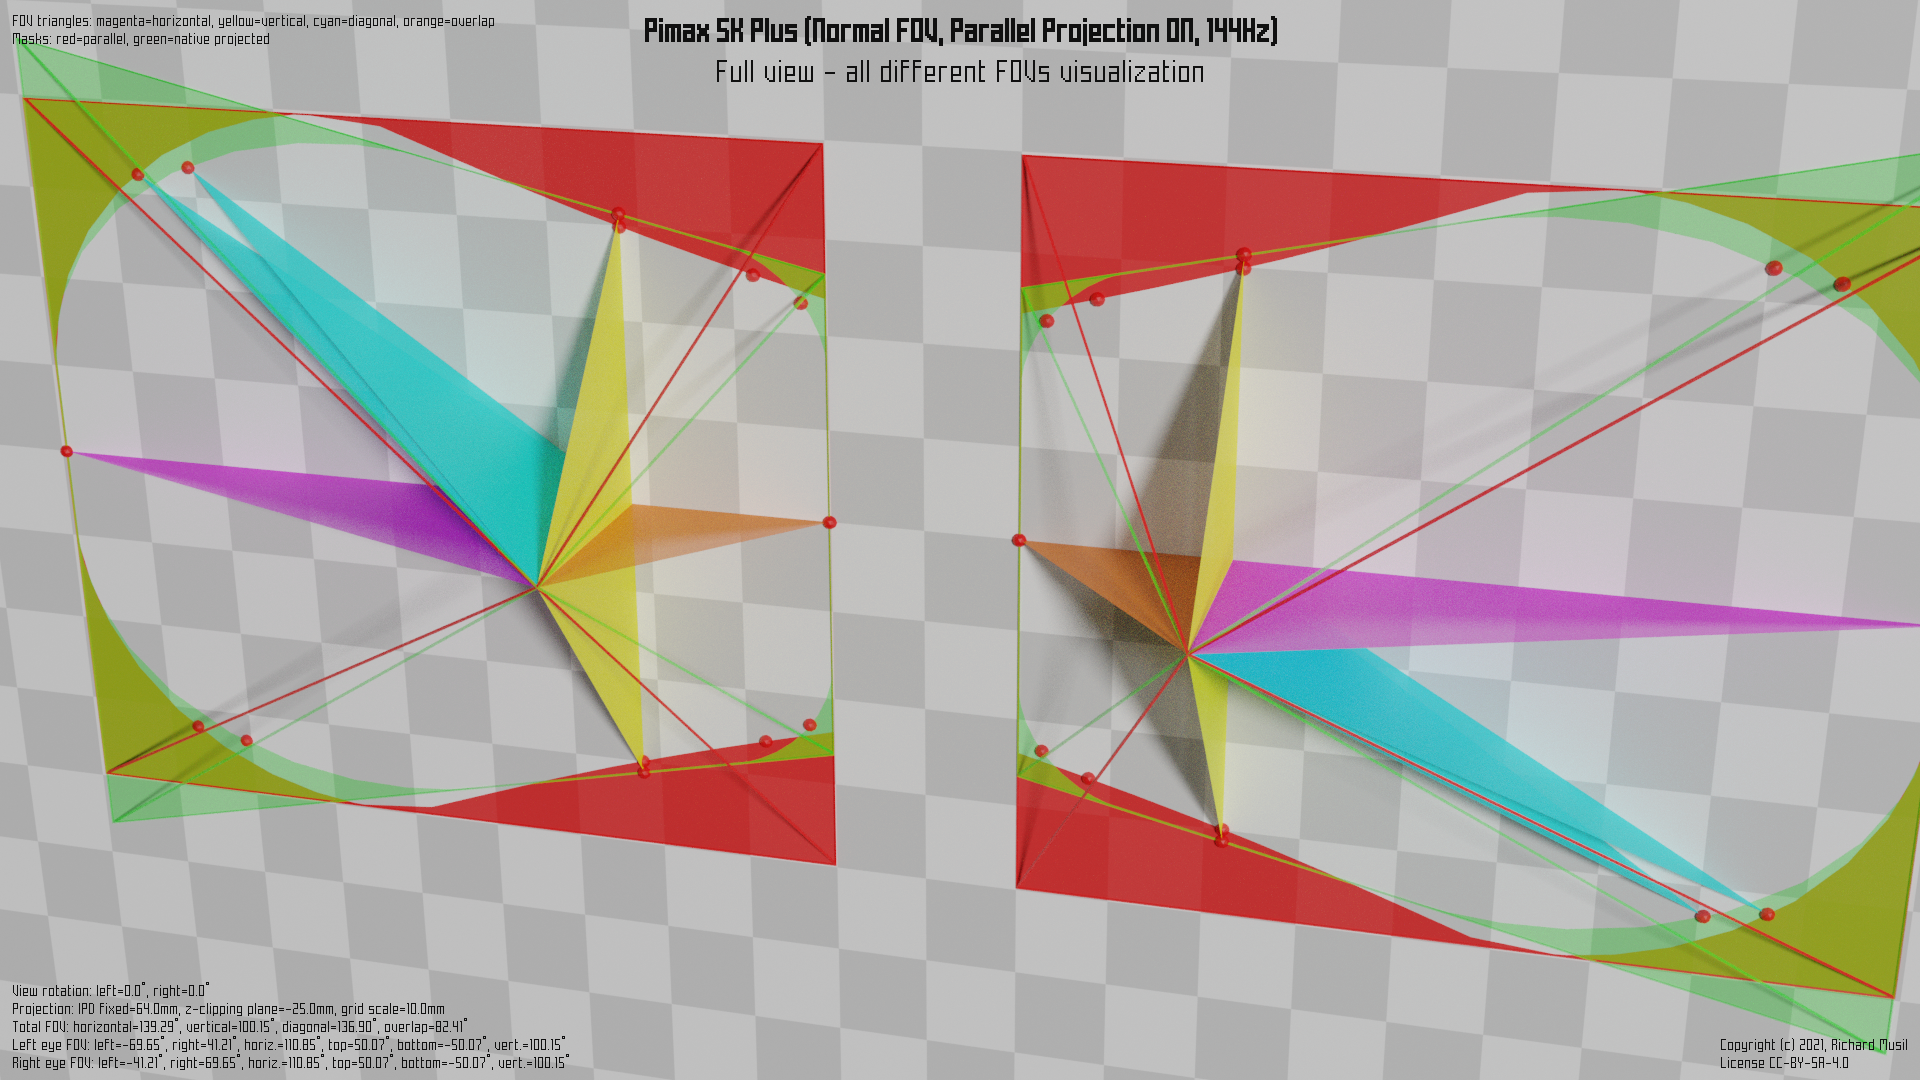 FOV triangles: magenta=horizontal, yellow=vertical, cyan=diagonal, orange=overlap
Masks: red=parallel, green=native projected
Pimax 5K Plus (Normal FOV, Parallel Projection ON, 144Hz)
Full view - all different FOVs visualization
View rotation: left=0.0°, right=0.0°
Projection: IPD fixed=64.0mm, z-clipping plane=-25.0mm, grid scale=10.0mm
Total FOV: horizontal=139.29°, vertical=100.15°, diagonal=136.90°, overlap=82.41°
Left eye FOV: left=-69.65°, right=41.21°, horiz.=110.85°, top=50.07°, bottom=-50.07°, vert.=100.15°
Right eye FOV: left=-41.21°, right=69.65°, horiz.=110.85°, top=50.07°, bottom=-50.07°, vert.=100.15°
Copyright (c) 2021, Richard Musil
License CC-BY-SA-4.0